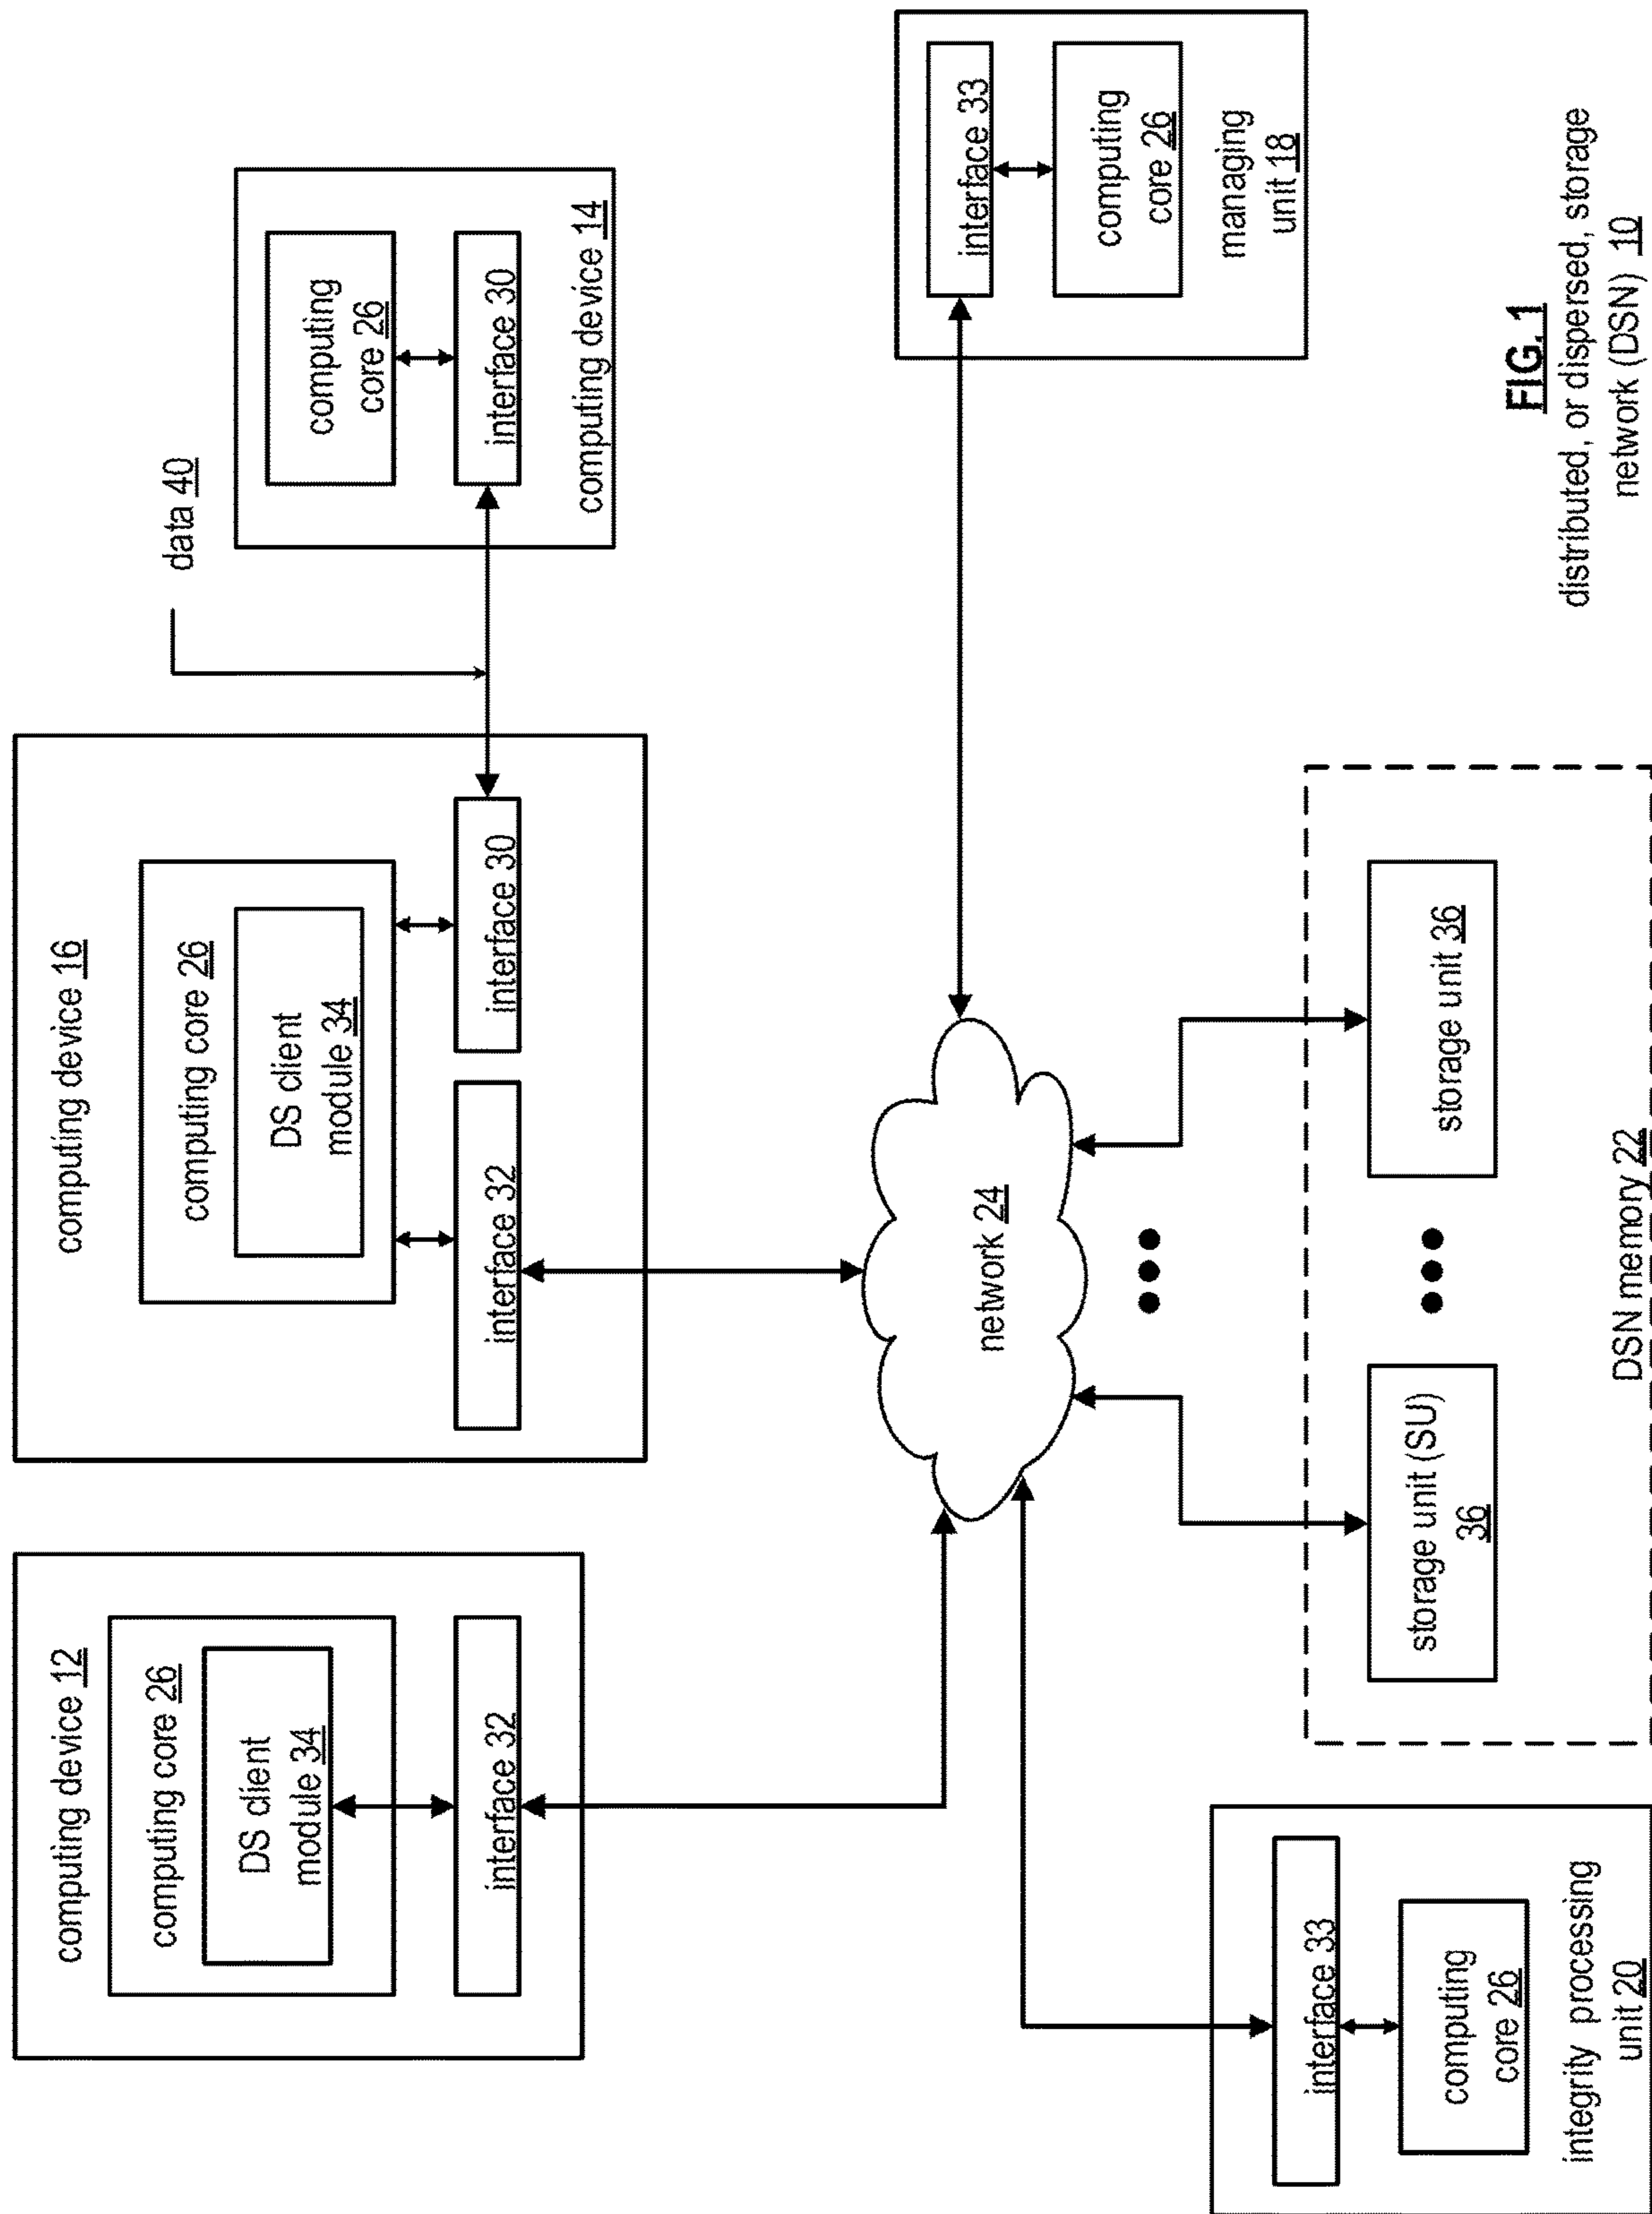 computing device 12
computing core 26
DS client
module 34
interface 32
computing device 16
computing core 26
DS client
module 34
interface 32
interface 30
data 40
computing
core 26
interface 30
computing device 14
network 24
interface 33
computing
core 26
managing
unit 18
interface 33
computing
core 26
integrity processing
unit 20
storage unit (SU)
36
storage unit 36
DSN memory 22
FIG. 1
distributed, or dispersed, storage
network (DSN) 10